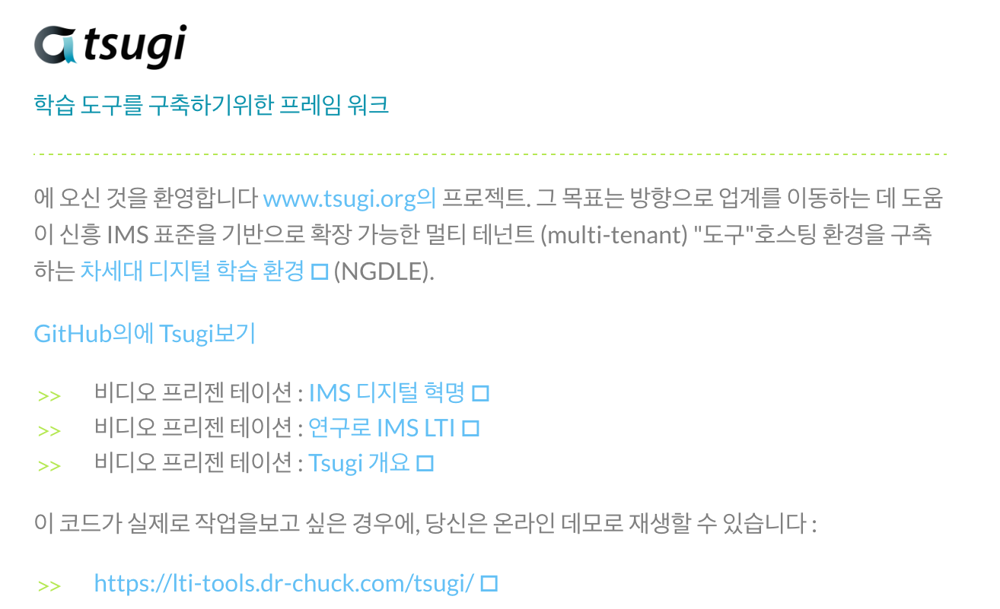 tsugi
학습 도구를 구축하기위한 프레임 워크
에 오신 것을 환영합니다 www.tsugi.org의 프로젝트. 그 목표는 방향으로 업계를 이동하는 데 도움
이 신흥 IMS 표준을 기반으로 확장 가능한 멀티 테넌트 (multi-tenant) "도구"호스팅 환경을 구축
하는 차세대 디지털 학습 환경 (NGDLE).
GitHub의에 Tsugi보기
>> 비디오 프리젠 테이션 : IMS 디지털 혁명
>> 비디오 프리젠 테이션 : 연구로 IMS LTI
>> 비디오 프리젠 테이션 : Tsugi 개요
이 코드가 실제로 작업을보고 싶은 경우에, 당신은 온라인 데모로 재생할 수 있습니다 :
>> https://lti-tools.dr-chuck.com/tsugi/